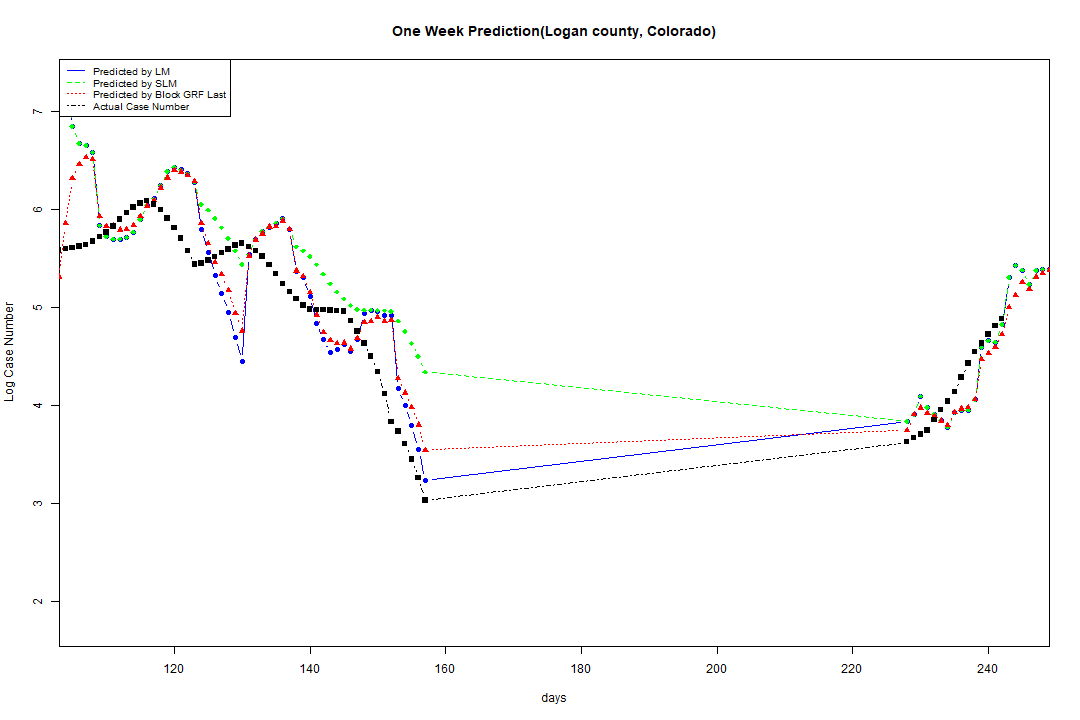 One Week Prediction(Logan county, Colorado)
Predicted by LM
Predicted by SLM
Predicted by Block GRF Last
Actual Case Number
7
6
5
4
3
2
Log Case Number
120 140 160 180 200 220 240
days